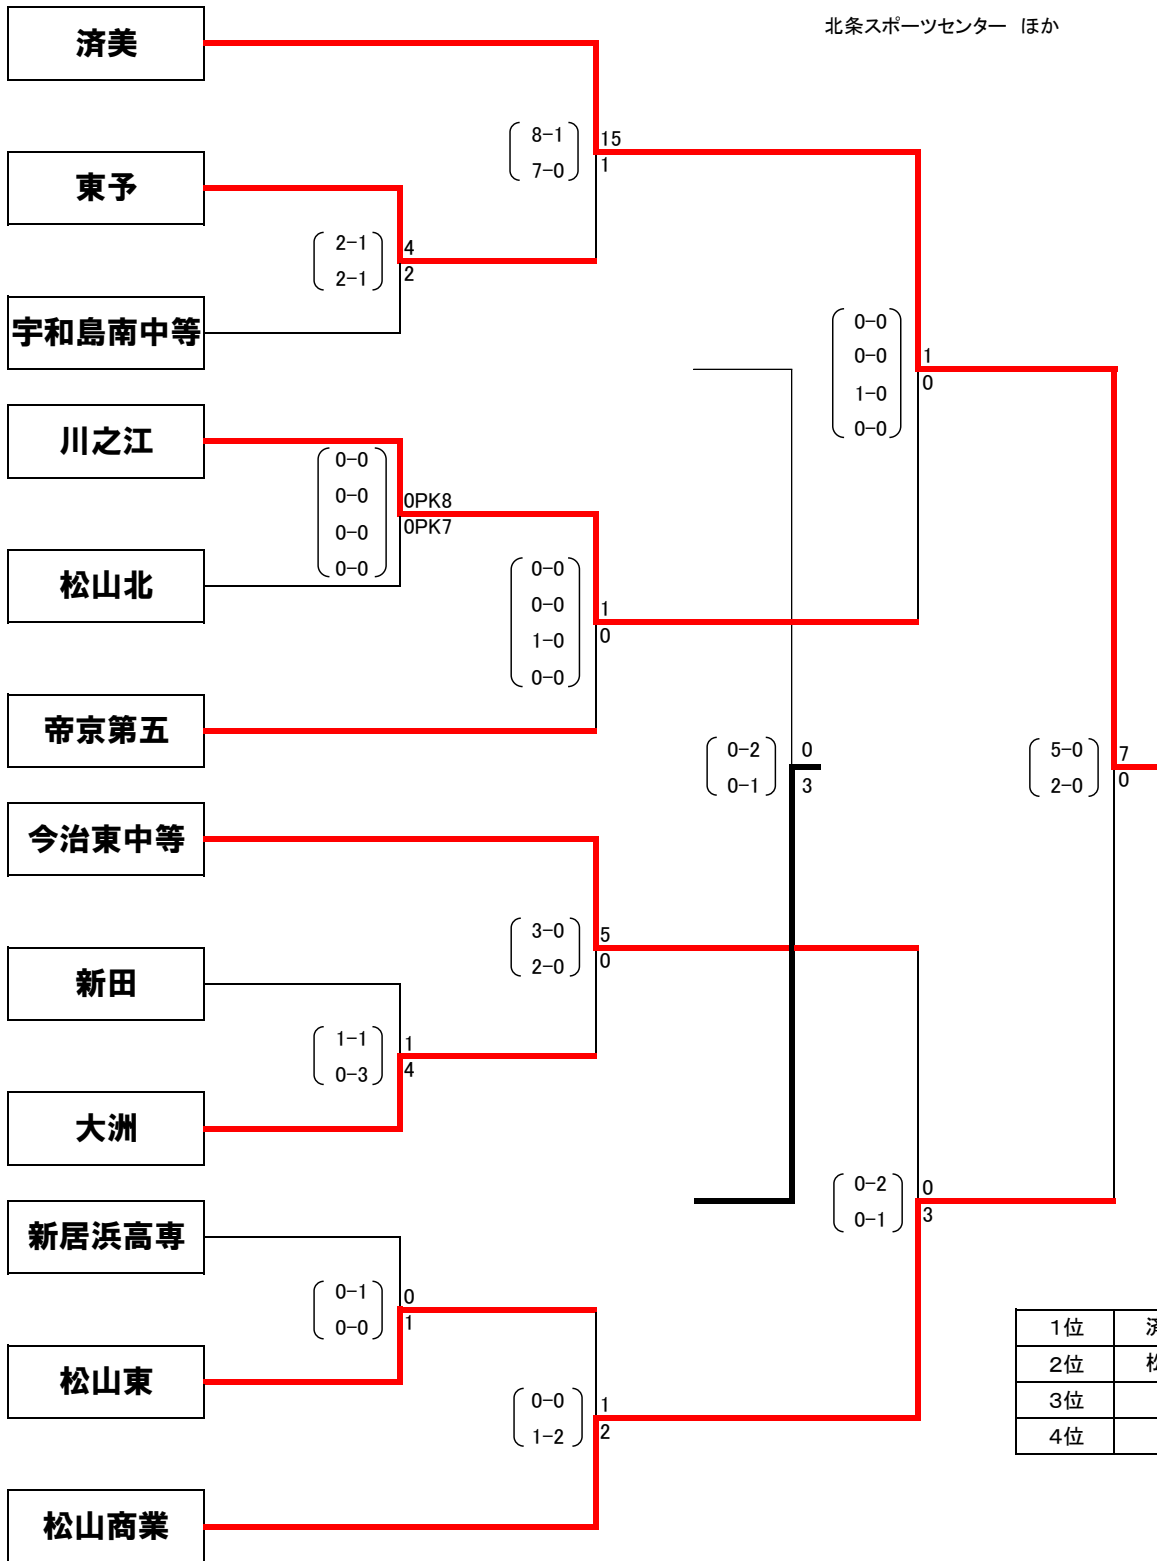 北条スポーツセンター ほか
済美
8-1
7-0
15
1
東予
2-1
2-1
4
2
宇和島南中等
0-0
0-0
1-0
0-0
1
0
川之江
0-0
0-0
0-0
0-0
0PK8
0PK7
松山北
0-0
0-0
1-0
0-0
1
0
帝京第五
0-2
0-1
0
3
5-0
2-0
7
0
今治東中等
3-0
2-0
5
0
新田
1-1
0-3
1
4
大洲
0-2
0-1
0
3
新居浜高専
0-1
0-0
0
1
松山東
0-0
1-2
1
2
松山商業
1位 済
2位 松
3位
4位